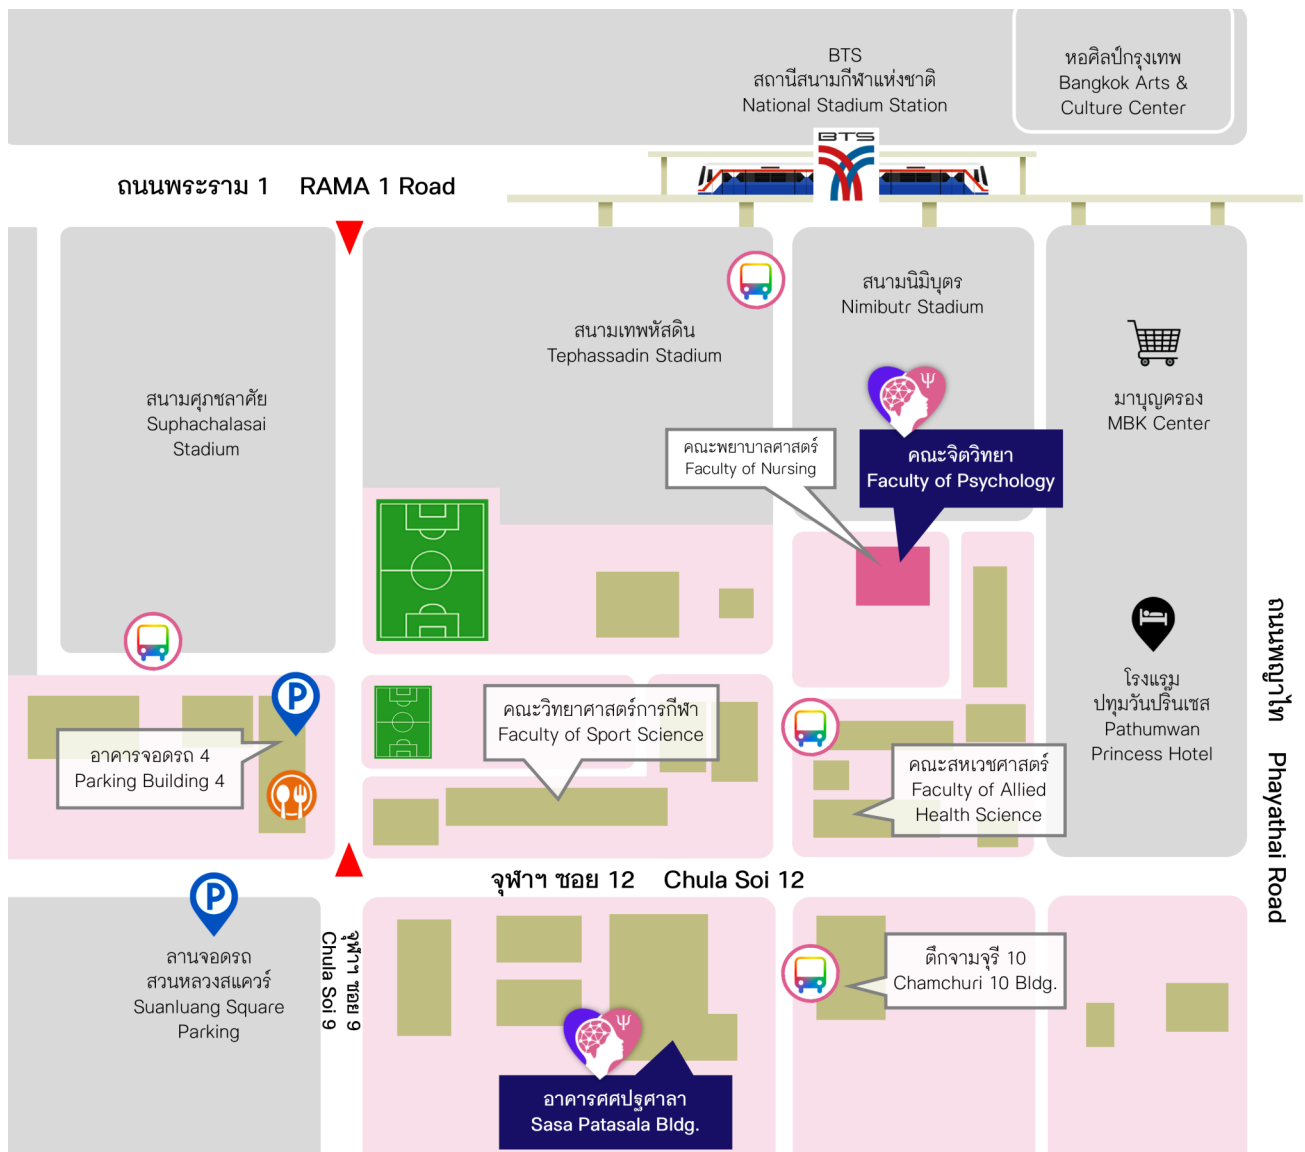 BTS
สถานีสนามกีฬาแห่งชาติ
National Stadium Station
หอศิลป์กรุงเทพ
Bangkok Arts &
Culture Center
BTS
ถนนพระราม 1 RAMA 1 Road
สนามนิมิบุตร
Nimibutr Stadium
สนามเทพหัสดิน
Tephassadin Stadium
สนามศุภชลาศัย
Suphachalasai
Stadium
มาบุญครอง
MBK Center
Ψ
คณะพยาบาลศาสตร์
Faculty of Nursing
คณะจิตวิทยา
Faculty of Psychology
ถนนพญาไท Phayathai Road
โรงแรม
ปทุมวันปริ๊นเซส
Pathumwan
Princess Hotel
P
อาคารจอดรถ 4
Parking Building 4
คณะวิทยาศาสตร์การกีฬา
Faculty of Sport Science
คณะสหเวชศาสตร์
Faculty of Allied
Health Science
จุฬาฯ ซอย 12 Chula Soi 12
P
ลานจอดรถ
สวนหลวงสแควร์
Suanluang Square
Parking
จุฬาฯ ซอย 9
Chula Soi 9
ตึกจามจุรี 10
Chamchuri 10 Bldg.
Ψ
อาคารศศปฐศาลา
Sasa Patasala Bldg.